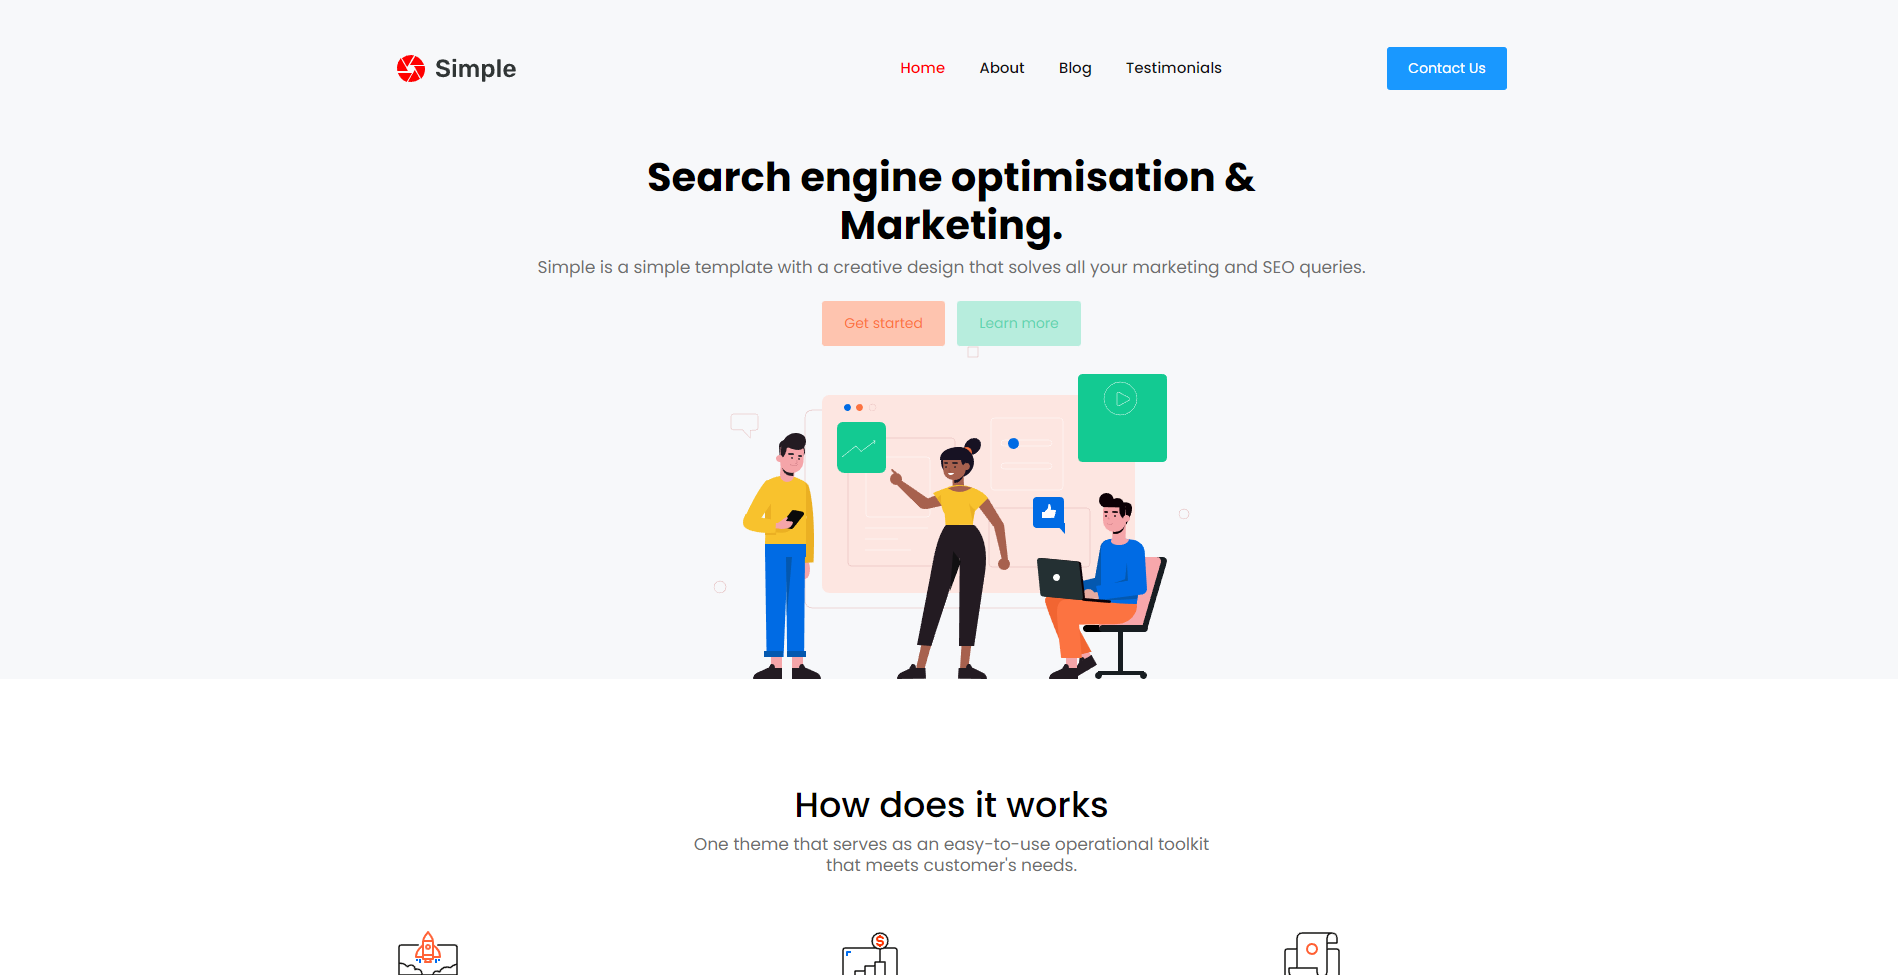 Simple
Home About Blog Testimonials
Contact Us
Search engine optimisation &
Marketing.
Simple is a simple template with a creative design that solves all your marketing and SEO queries.
Get started Learn more
How does it works
One theme that serves as an easy-to-use operational toolkit
that meets customer's needs.